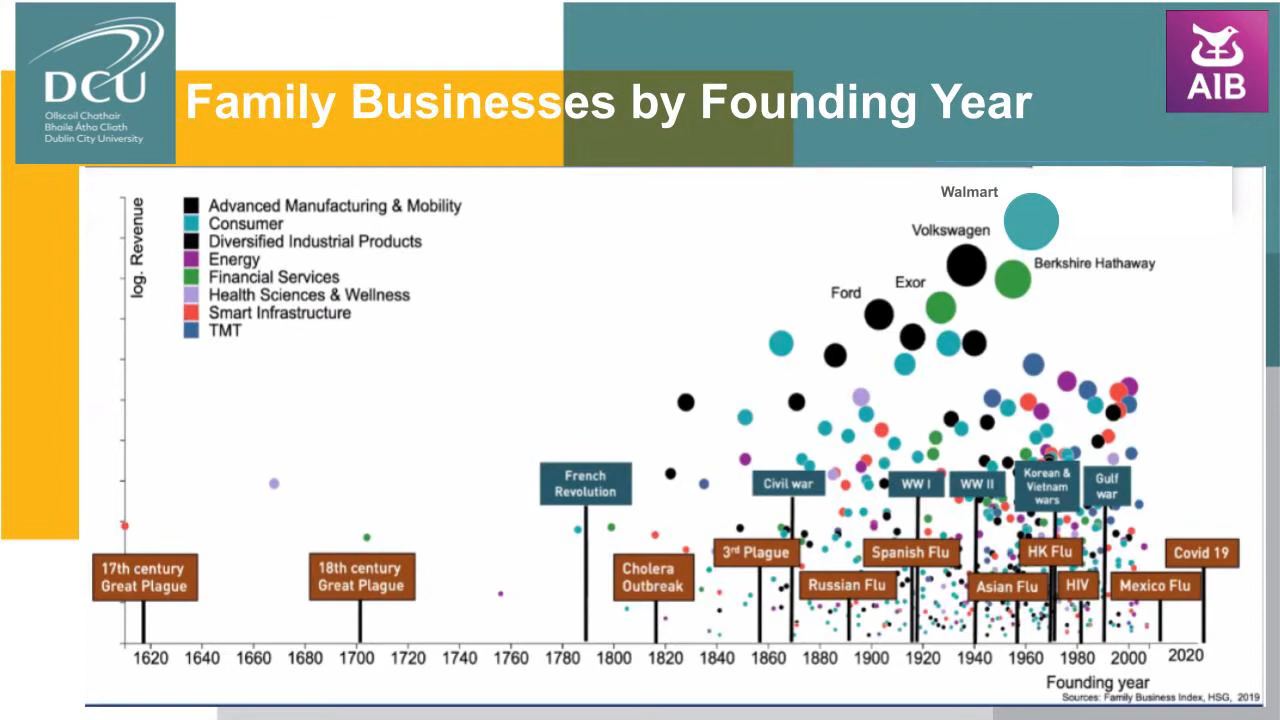 DCU
Ollscoil Chathair
Bhaile Átha Cliath
Dublin City University
Family Businesses by Founding Year
AIB
log. Revenue
Advanced Manufacturing & Mobility
Consumer
Diversified Industrial Products
Energy
Financial Services
Health Sciences & Wellness
Smart Infrastructure
TMT
Walmart
Volkswagen
Berkshire Hathaway
Exor
Ford
French
Revolution
Civil war
WW I
WW II
Korean &
Vietnam
wars
Gulf
war
17th century
Great Plague
18th century
Great Plague
Cholera
Outbreak
3rd Plague
Russian Flu
Spanish Flu
Asian Flu
HK Flu
HIV
Mexico Flu
Covid 19
1620 1640 1660 1680 1700 1720 1740 1760 1780 1800 1820 1840 1860 1880 1900 1920 1940 1960 1980 2000 2020
Founding year
Sources: Family Business Index, HSG, 2019